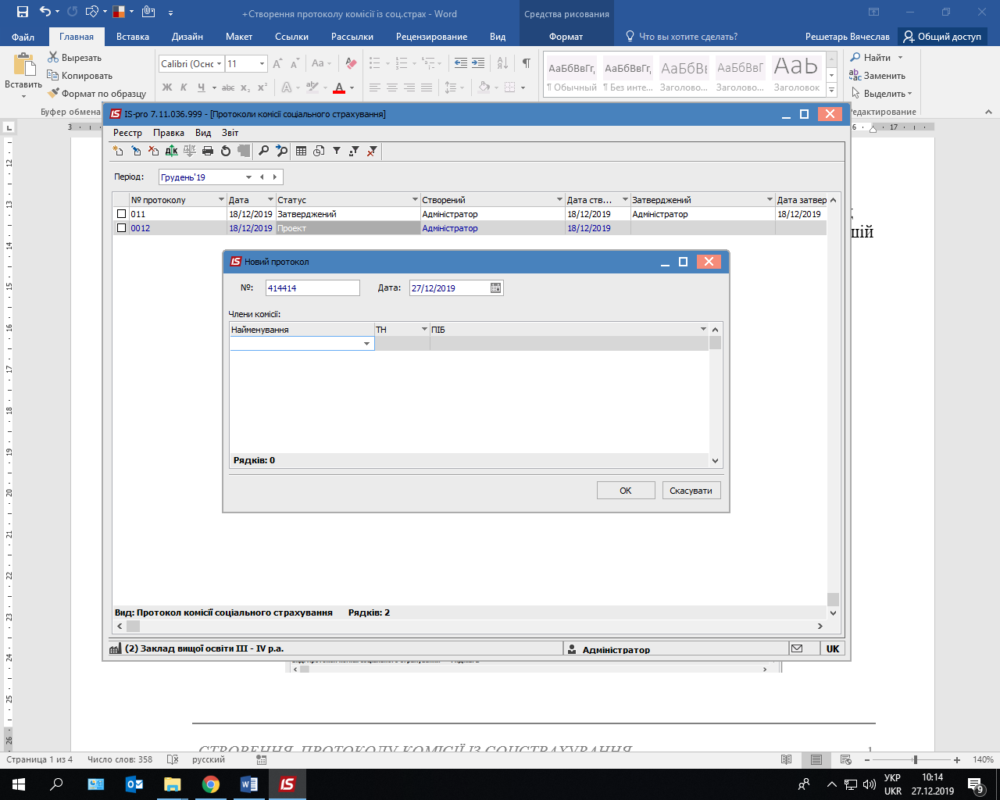 +Створення протоколу комісії із соц.страх - Word
Средства рисования
Файл
Главная
Вставка
Дизайн
Макет
Ссылки
Рассылки
Рецензирование
Вид
Формат
Что вы хотите сделать?
Решетарь Вячеслав
Общий доступ
Вставить
Вырезать
Копировать
Формат по образцу
Буфер обмена
Calibri (Оснс
11
АаБбВвГг,
АаБбВвГг,
АаБбВв
АаБбВвГ
АаЬ
¶ Обычный
¶ Без инте...
Заголово...
Заголовок
Заголовок
Найти
Заменить
Выделить
едактирование
IS-pro 7.11.036.999 - [Протоколи комісії соціального страхування]
Реєстр Правка Вид Звіт
Період:
Грудень'19
№ протоколу Дата Статус Створений Дата ств... Затверджений Дата затвер
011 18/12/2019 Затверджений Адміністратор 18/12/2019 Адміністратор 18/12/2019
0012 18/12/2019 Проект Адміністратор 18/12/2019
шій
Новий протокол
№: 414414 Дата: 27/12/2019
Члени комісії:
Найменування ТН ПІБ
Рядків: 0
ОК
Скасувати
Вид: Протокол комісії соціального страхування Рядків: 2
(2) Заклад вищої освіти III - IV р.а.
Адміністратор
UK
СТВОРЕННЯ ПРОТОКОЛУ КОМІСІЇ ІЗ СОЦСТРАХУВАННЯ 1
Страница 1 из 4
Число слов: 358
русский
140%
УКР
UKR
10:14
27.12.2019
9